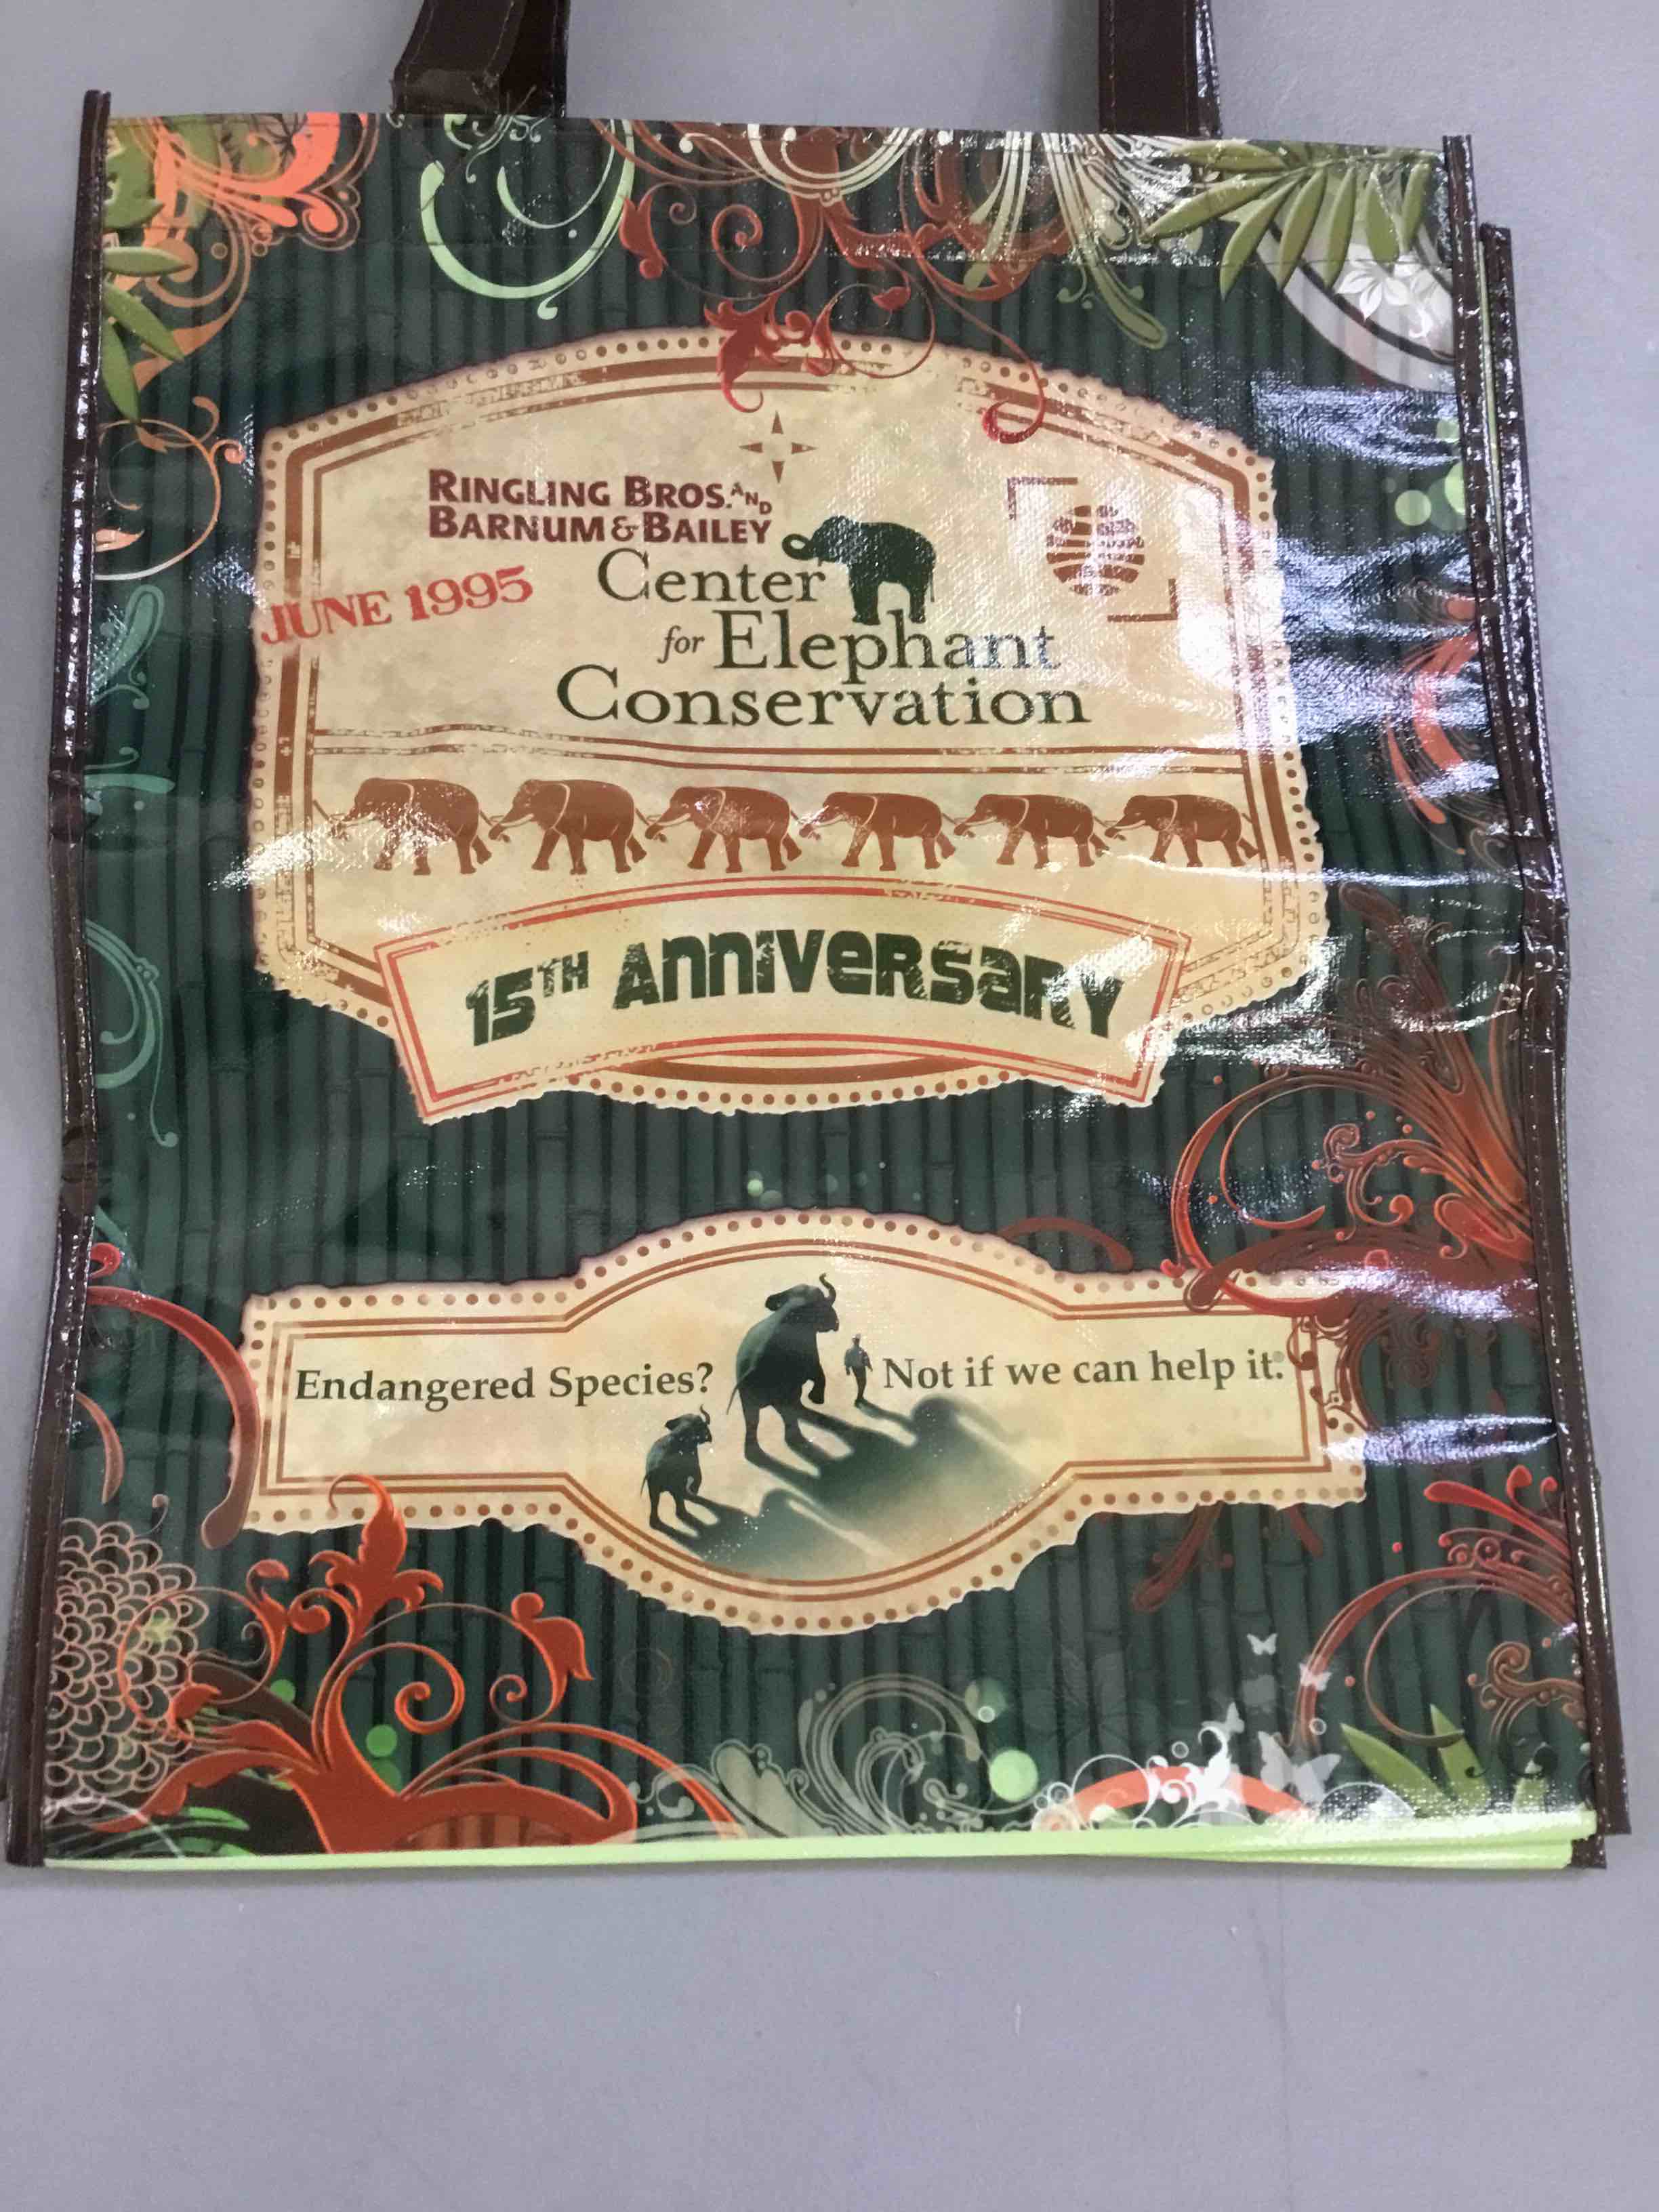 RINGLING BROS. AND
BARNUM & BAILEY
JUNE 1995
Center
for Elephant
Conservation
15TH ANNIVERSARY
Endangered Species? Not if we can help it.